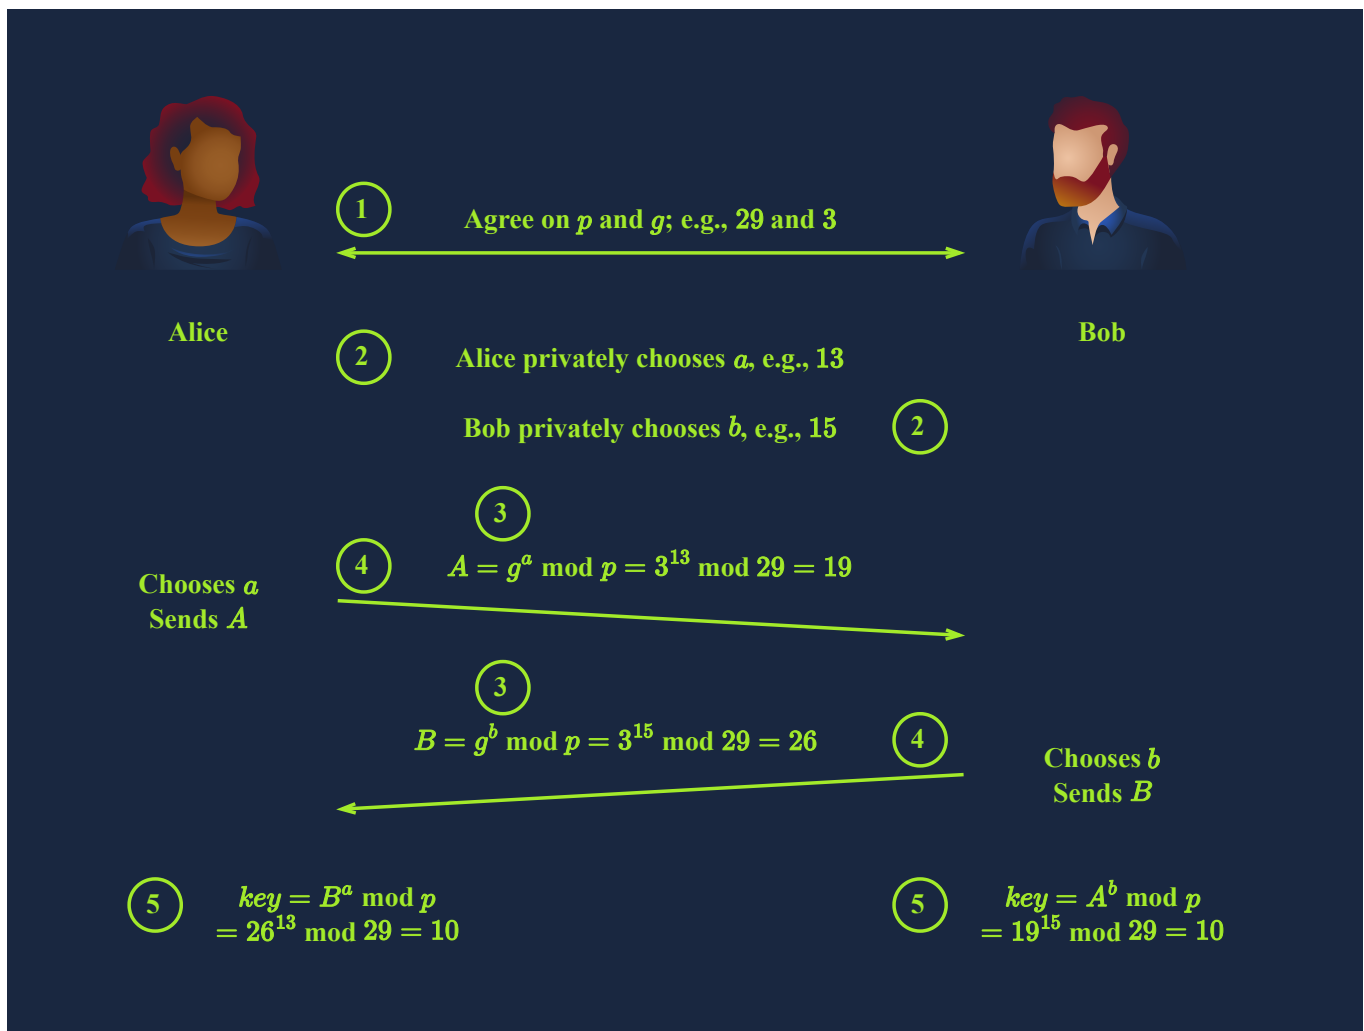 1
Agree on p and g; e.g., 29 and 3
Alice
Bob
2
Alice privately chooses a, e.g., 13
Bob privately chooses b, e.g., 15
2
3
4
A = g^a mod p = 3^13 mod 29 = 19
Chooses a
Sends A
3
B = g^b mod p = 3^15 mod 29 = 26
4
Chooses b
Sends B
5
key = B^a mod p
= 26^13 mod 29 = 10
5
key = A^b mod p
= 19^15 mod 29 = 10